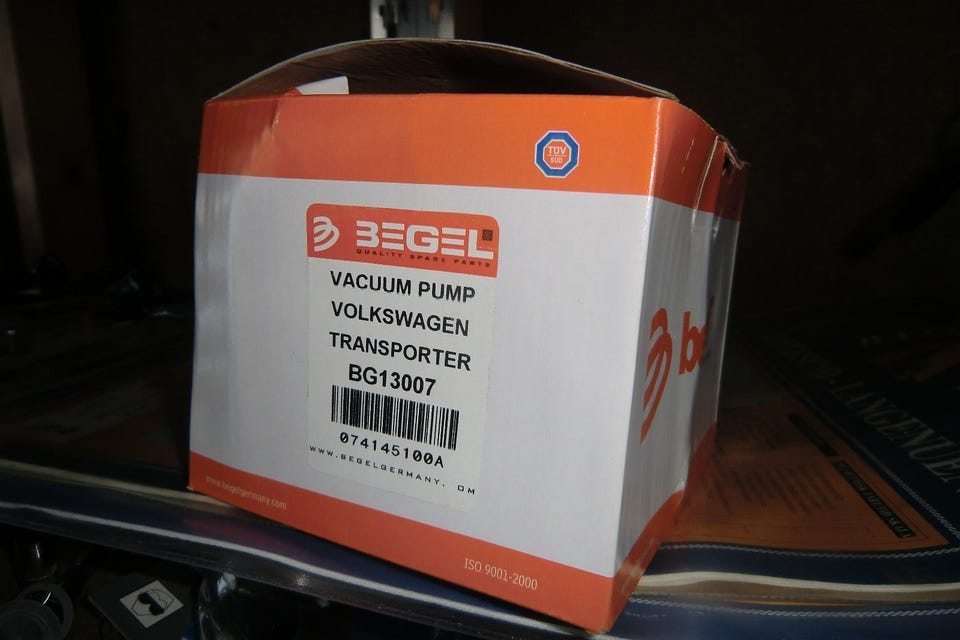 TÜV
SÜD
BEGEL
QUALITY SPARE PARTS
VACUUM PUMP
VOLKSWAGEN
TRANSPORTER
BG13007
074145100A
WWW.BEGELGERMANY. OM
www.begelgermany.com
ISO 9001-2000